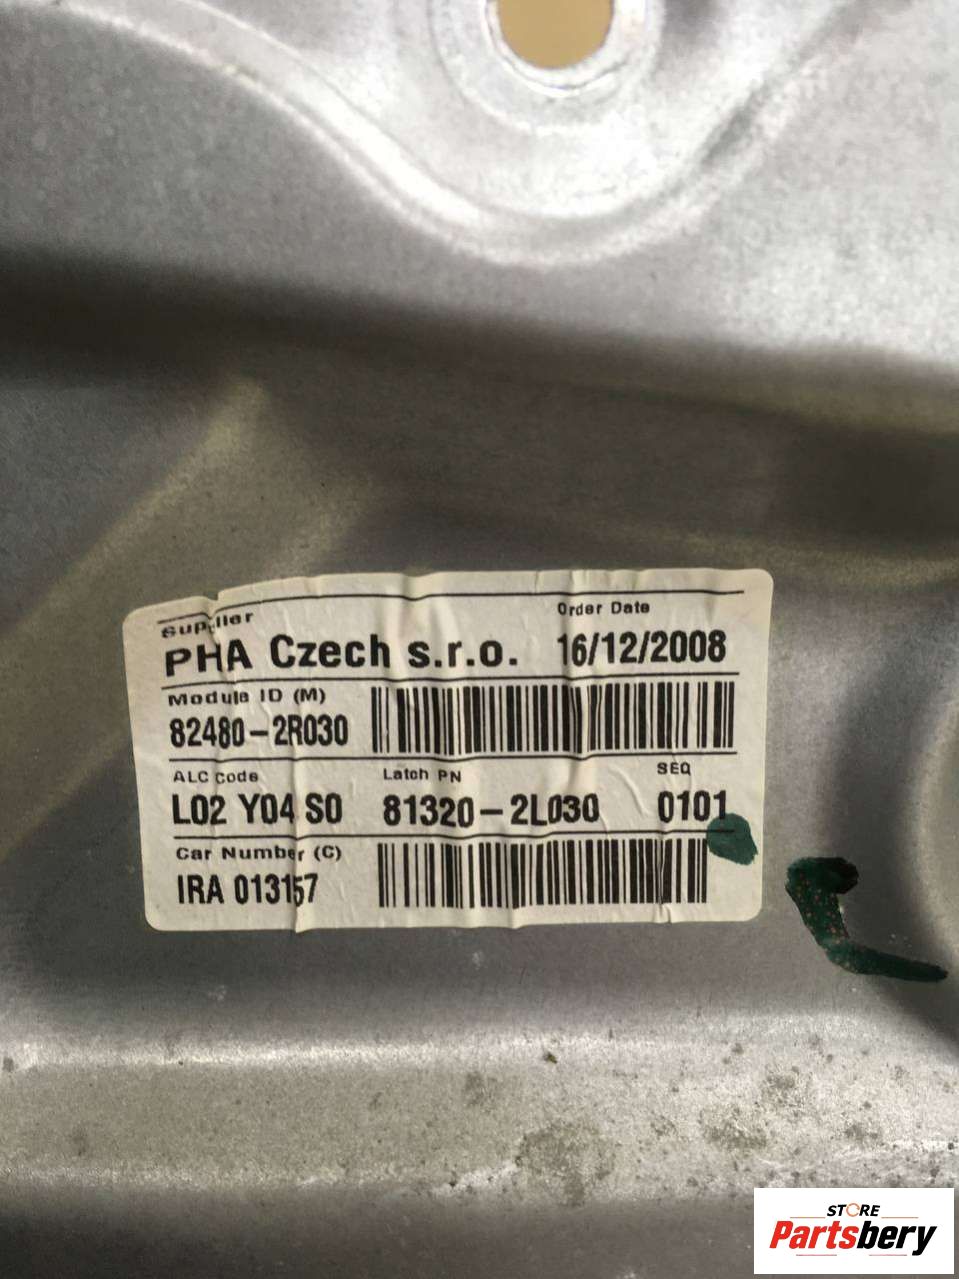 Supplier Order Date
PHA Czech s.r.o. 16/12/2008
Module ID (M)
82480-2R030
ALC code Latch PN SEQ
L02 Y04 S0 81320-2L030 0101
Car Number (C)
IRA 013157
STORE
Partsbery